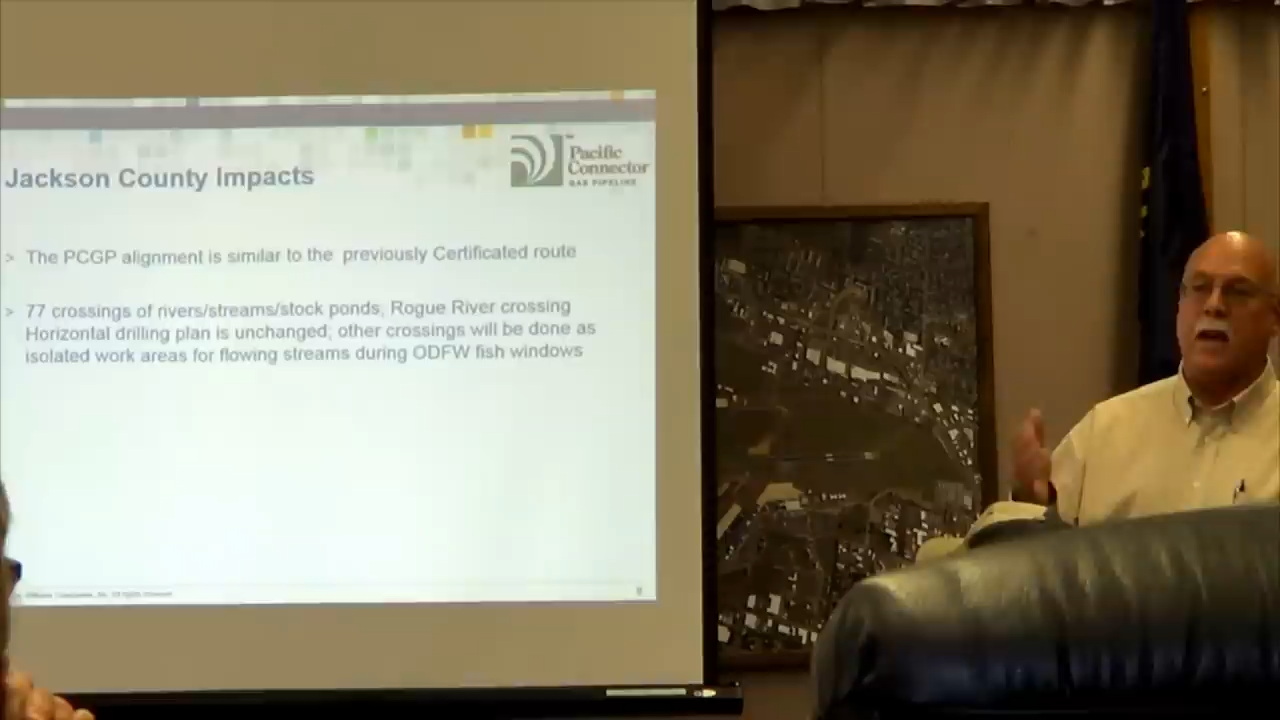 Jackson County Impacts
Pacific
Connector
GAS PIPELINE
> The PCGP alignment is similar to the previously Certificated route
> 77 crossings of rivers/streams/stock ponds, Rogue River crossing
Horizontal drilling plan is unchanged; other crossings will be done as
isolated work areas for flowing streams during ODFW fish windows